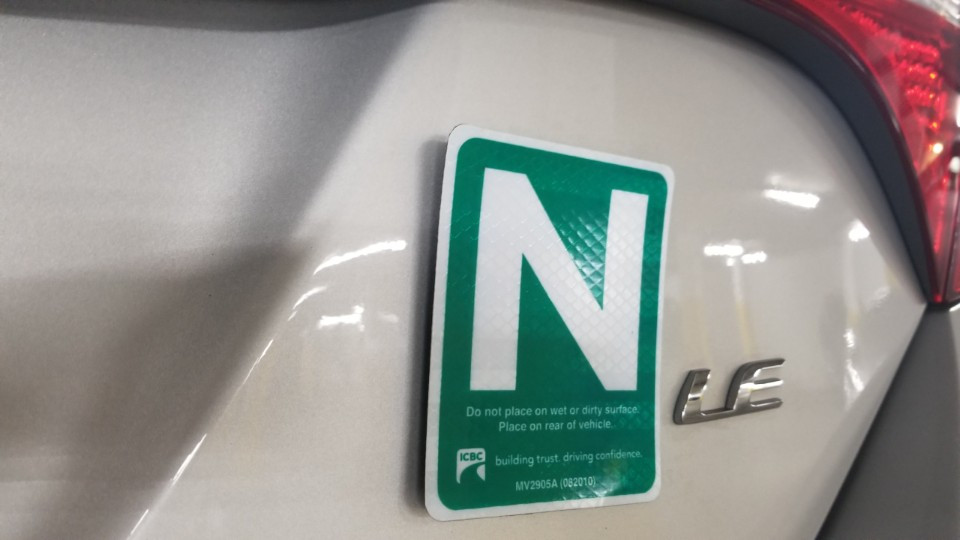 N
Do not place on wet or dirty surface.
Place on rear of vehicle.
ICBC
building trust. driving confidence.
MV2905A (082010)
LE